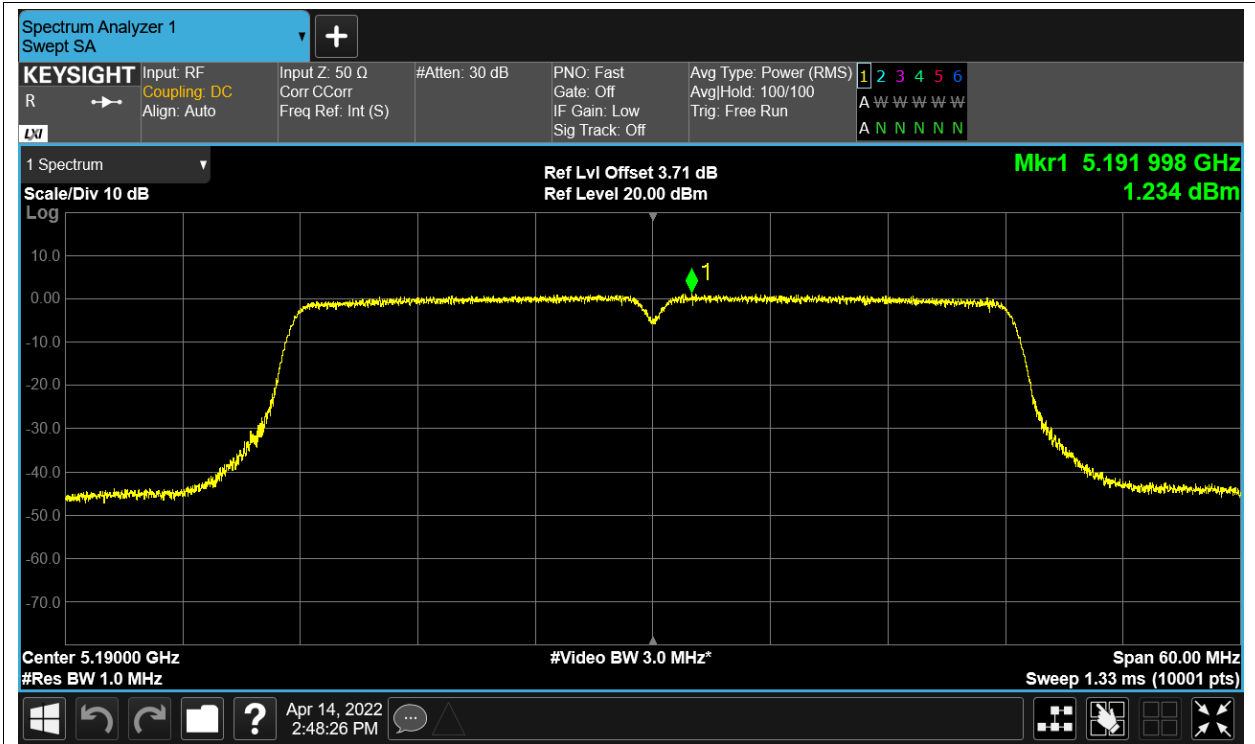 Spectrum Analyzer 1
Swept SA
KEYSIGHT
R
LXI
Input: RF
Coupling: DC
Align: Auto
Input Z: 50 Ω
Corr CCorr
Freq Ref: Int (S)
#Atten: 30 dB
PNO: Fast
Gate: Off
IF Gain: Low
Sig Track: Off
Avg Type: Power (RMS)
Avg|Hold: 100/100
Trig: Free Run
1 2 3 4 5 6
A W W W W W
A N N N N N
1 Spectrum
Scale/Div 10 dB
Log
Ref Lvl Offset 3.71 dB
Ref Level 20.00 dBm
Mkr1 5.191 998 GHz
1.234 dBm
1
10.0
0.00
-10.0
-20.0
-30.0
-40.0
-50.0
-60.0
-70.0
Center 5.19000 GHz
#Res BW 1.0 MHz
#Video BW 3.0 MHz*
Span 60.00 MHz
Sweep 1.33 ms (10001 pts)
?
Apr 14, 2022
2:48:26 PM